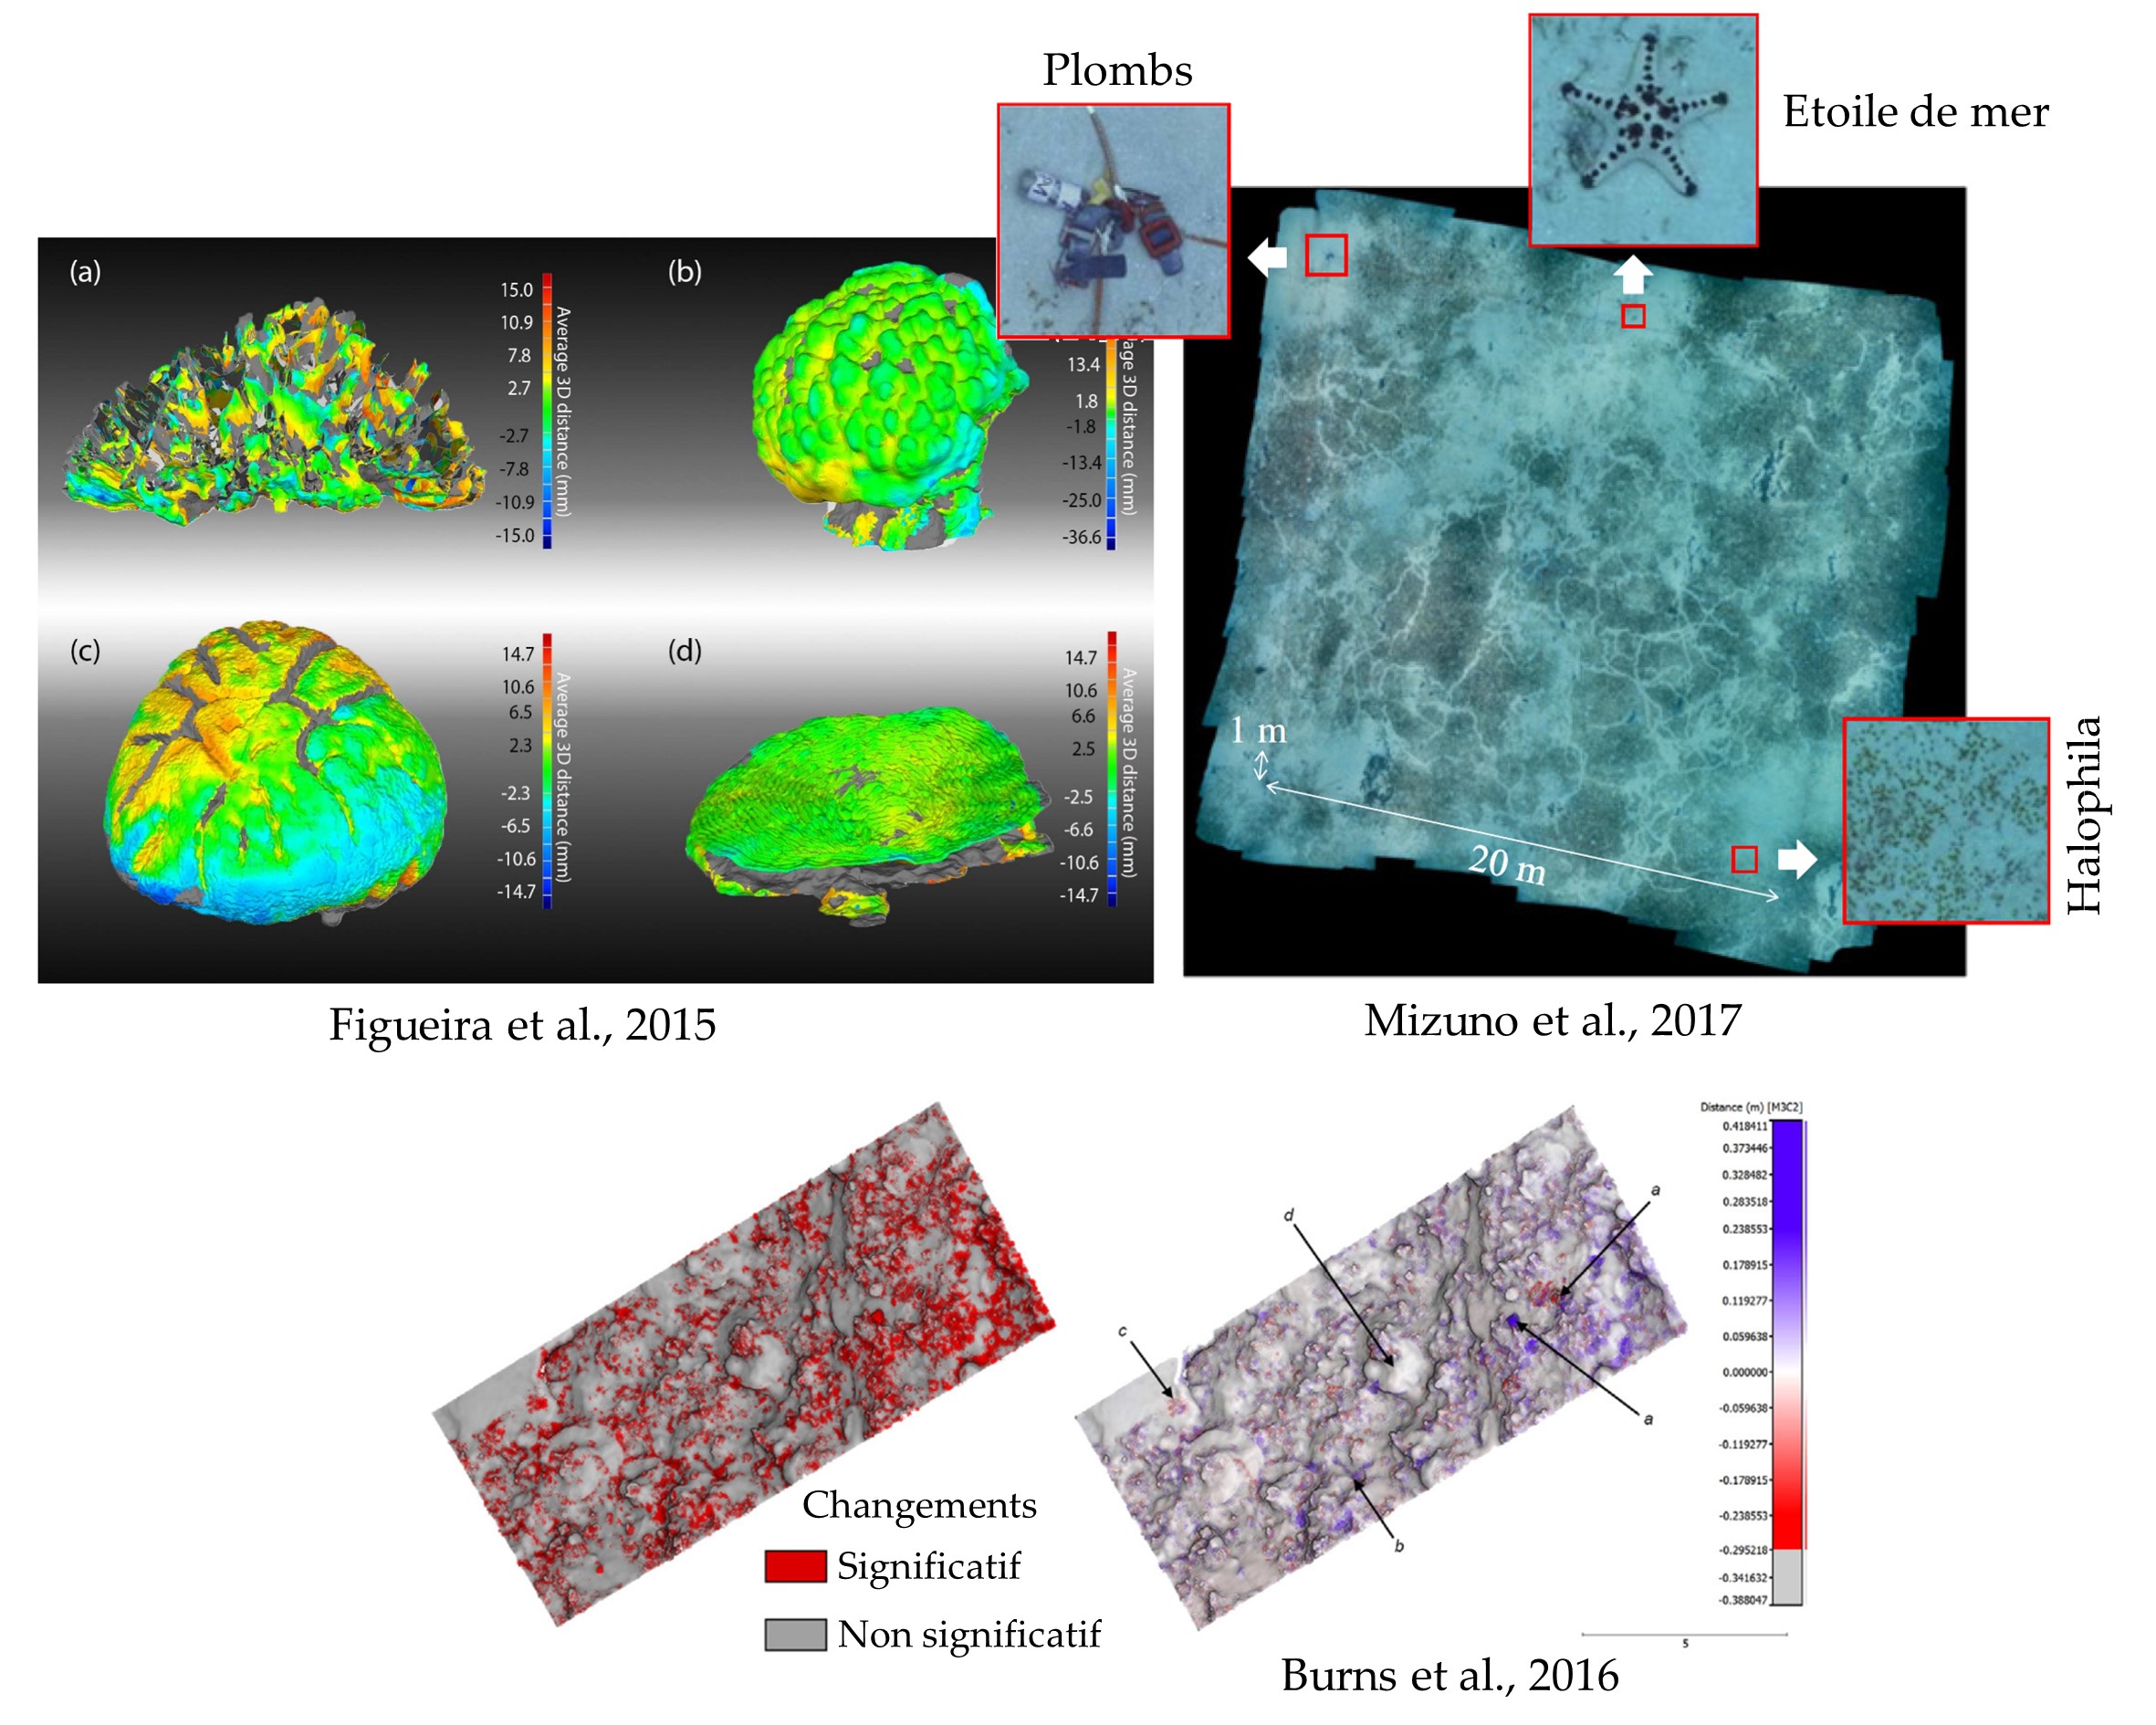 Plombs
Etoile de mer
(a)
15.0
10.9
7.8
2.7
-2.7
-7.8
-10.9
-15.0
Average 3D distance (mm)
(b)
13.4
1.8
-1.8
-13.4
-25.0
-36.6
age 3D distance (mm)
(c)
14.7
10.6
6.5
2.3
-2.3
-6.5
-10.6
-14.7
Average 3D distance (mm)
(d)
14.7
10.6
6.6
2.5
-2.5
-6.6
-10.6
-14.7
Average 3D distance (mm)
1 m
20 m
Halophila
Figueira et al., 2015
Mizuno et al., 2017
Changements
Significatif
Non significatif
Distance (m) [M3C2]
0.418411
0.373446
0.328482
0.283518
0.238553
0.178915
0.119277
0.059638
0.000000
-0.059638
-0.119277
-0.178915
-0.238553
-0.295218
-0.341632
-0.388047
a
d
c
a
b
5
Burns et al., 2016